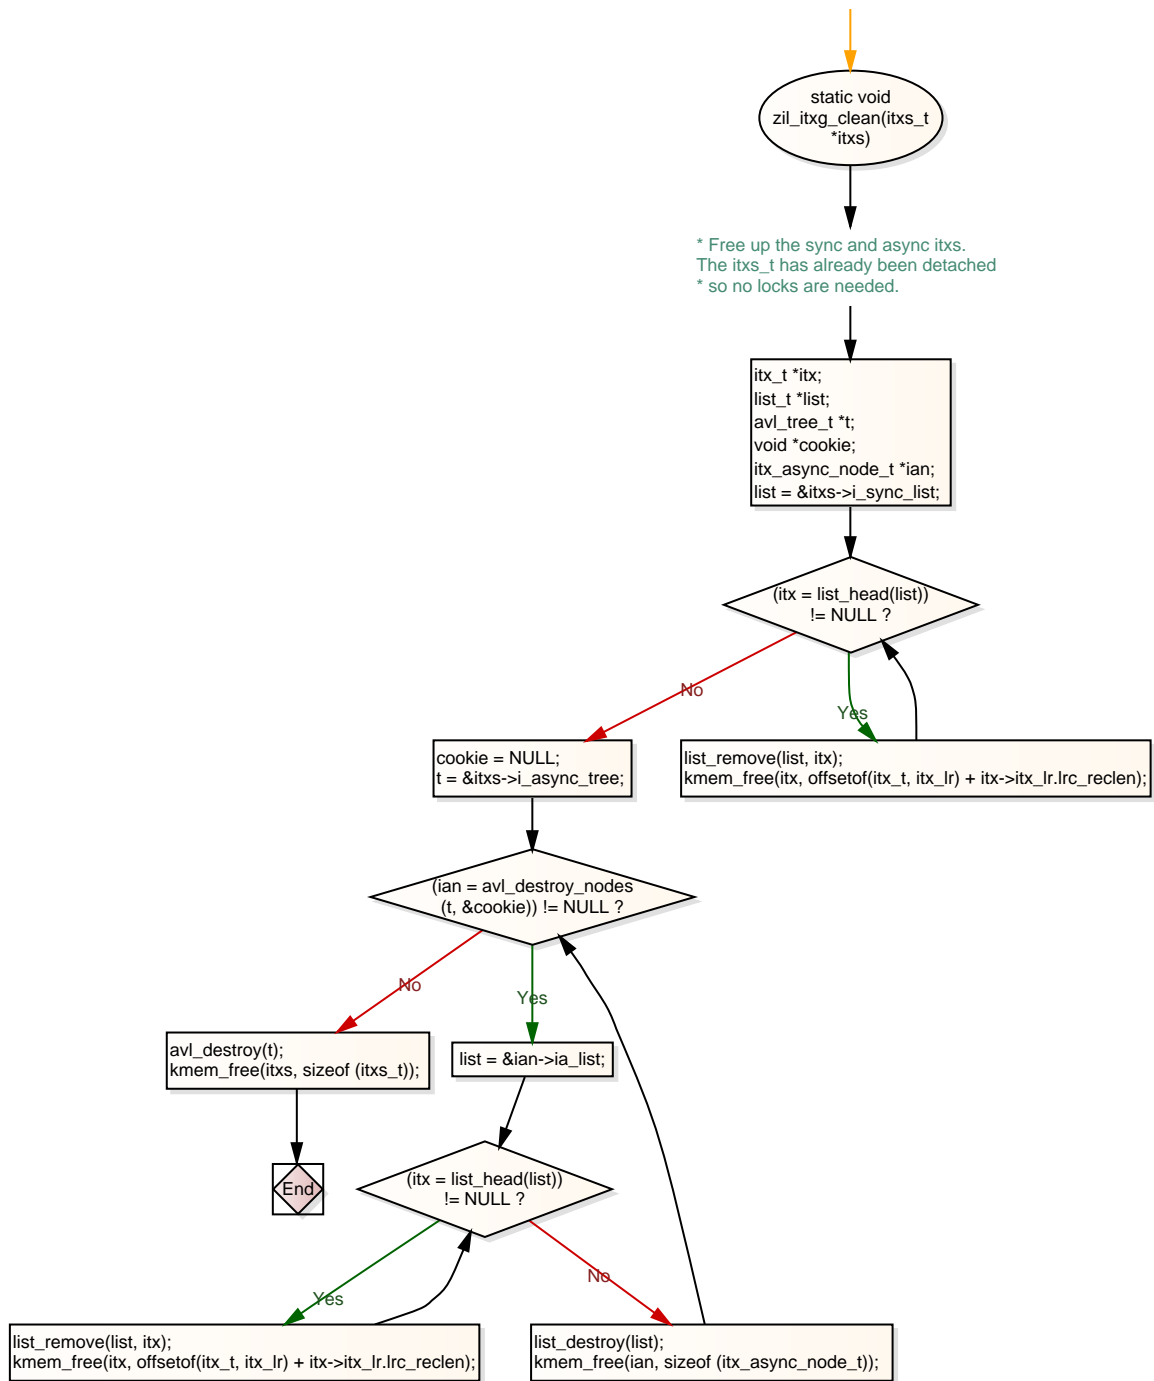 static void
zil_itxg_clean(itxs_t
*itxs)
* Free up the sync and async itxs.
The itxs_t has already been detached
* so no locks are needed.
itx_t *itx;
list_t *list;
avl_tree_t *t;
void *cookie;
itx_async_node_t *ian;
list = &itxs->i_sync_list;
(itx = list_head(list))
!= NULL ?
No
Yes
cookie = NULL;
t = &itxs->i_async_tree;
list_remove(list, itx);
kmem_free(itx, offsetof(itx_t, itx_lr) + itx->itx_lr.lrc_reclen);
(ian = avl_destroy_nodes
(t, &cookie)) != NULL ?
No
Yes
avl_destroy(t);
kmem_free(itxs, sizeof (itxs_t));
list = &ian->ia_list;
End
(itx = list_head(list))
!= NULL ?
Yes
No
list_remove(list, itx);
kmem_free(itx, offsetof(itx_t, itx_lr) + itx->itx_lr.lrc_reclen);
list_destroy(list);
kmem_free(ian, sizeof (itx_async_node_t));